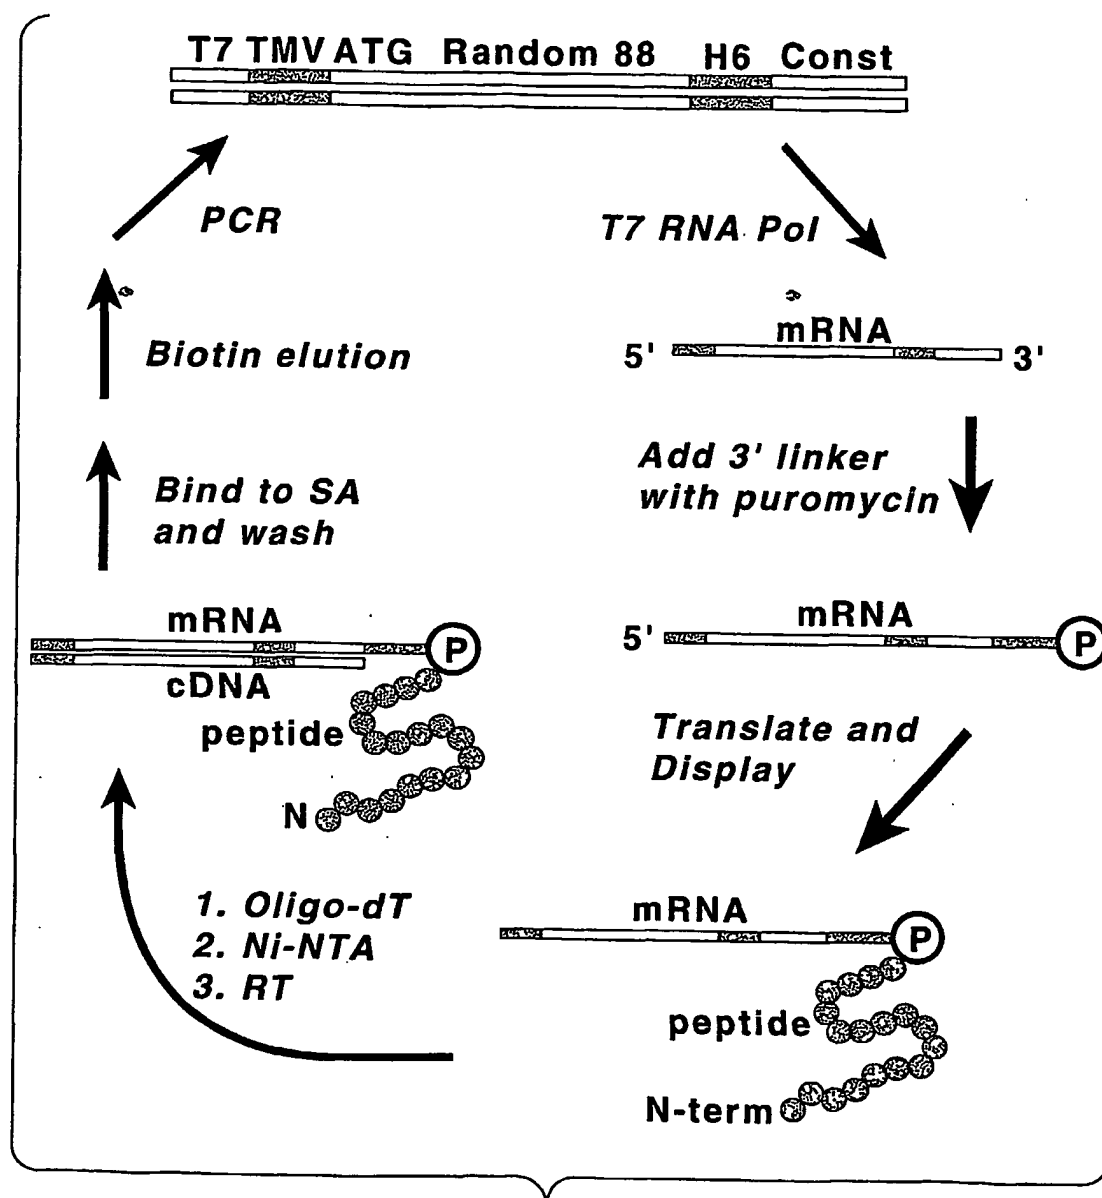 T7 TMV ATG Random 88 H6 Const
PCR
T7 RNA Pol
Biotin elution
mRNA
5' 3'
Add 3' linker
with puromycin
Bind to SA
and wash
mRNA
P
cDNA
peptide
N
mRNA
5'
P
Translate and
Display
1. Oligo-dT
2. Ni-NTA
3. RT
mRNA
P
peptide
N-term